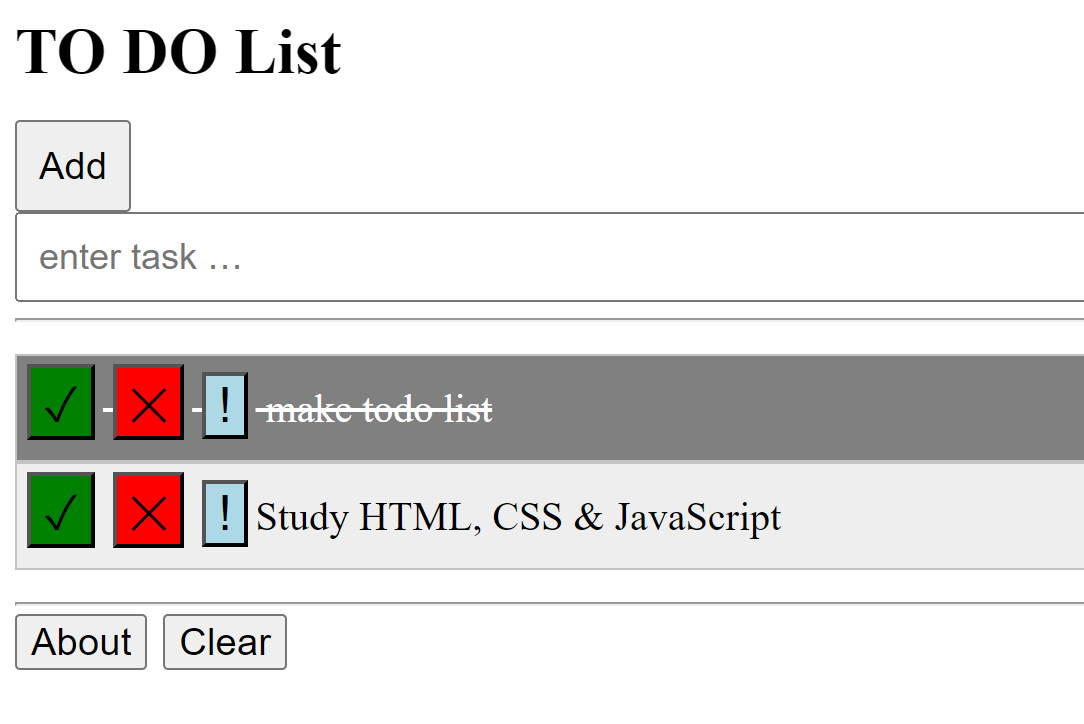 TO DO List
Add
enter task …
✓ ✕ ! make todo list
✓ ✕ ! Study HTML, CSS & JavaScript
About Clear